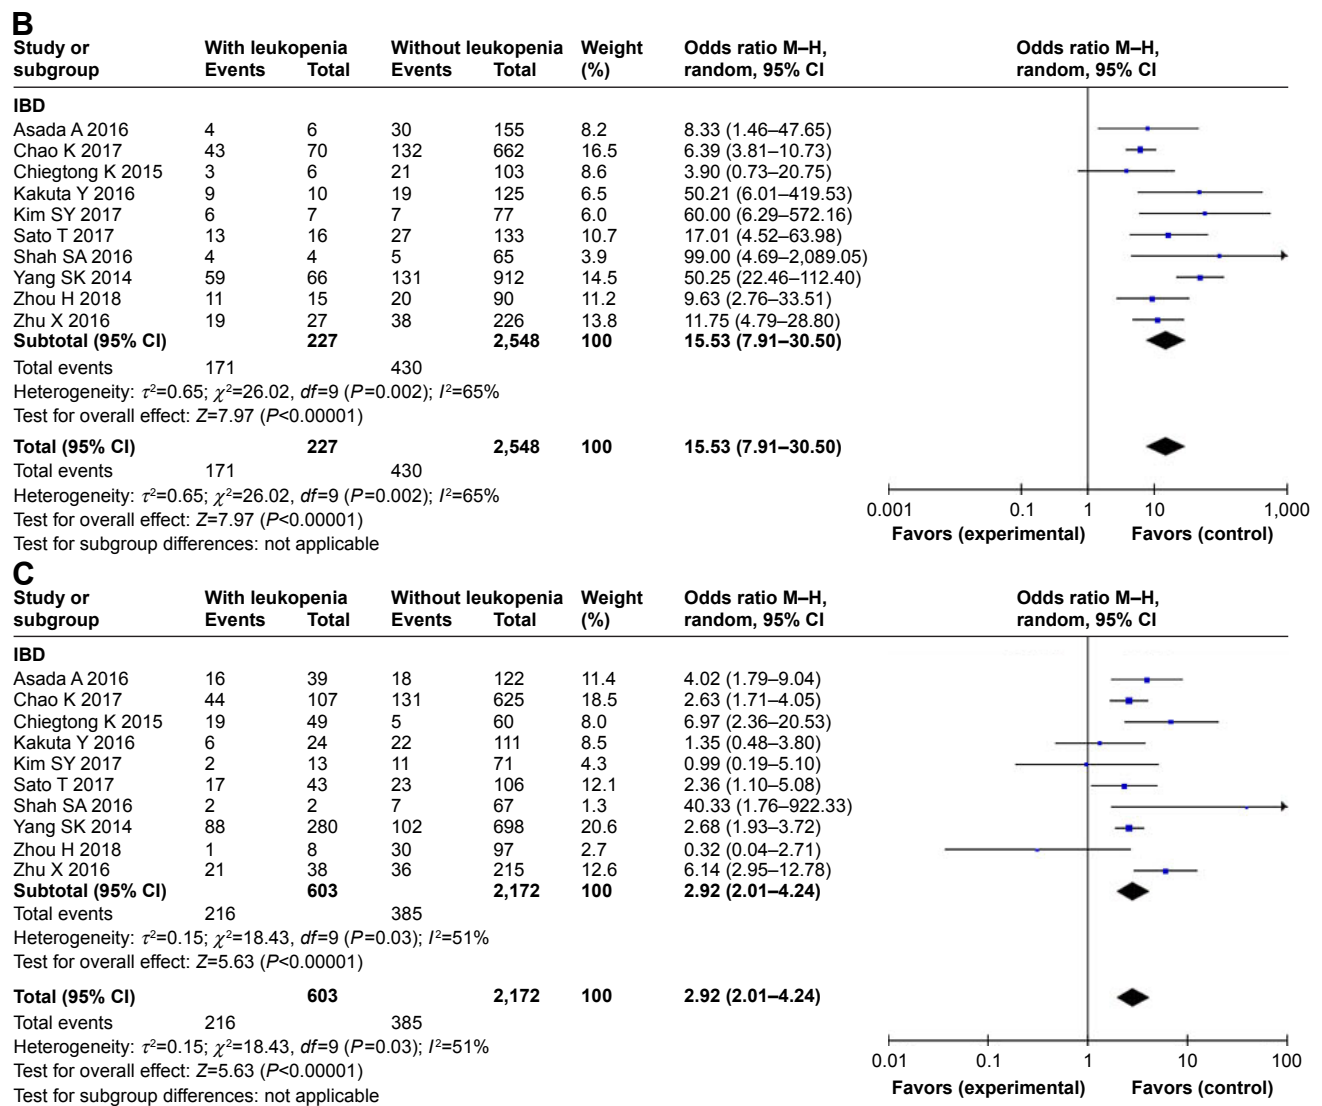 B
Study or subgroup With leukopenia Events Total Without leukopenia Events Total Weight (%) Odds ratio M–H, random, 95% CI Odds ratio M–H, random, 95% CI
IBD
Asada A 2016 4 6 30 155 8.2 8.33 (1.46–47.65)
Chao K 2017 43 70 132 662 16.5 6.39 (3.81–10.73)
Chiegtong K 2015 3 6 21 103 8.6 3.90 (0.73–20.75)
Kakuta Y 2016 9 10 19 125 6.5 50.21 (6.01–419.53)
Kim SY 2017 6 7 7 77 6.0 60.00 (6.29–572.16)
Sato T 2017 13 16 27 133 10.7 17.01 (4.52–63.98)
Shah SA 2016 4 4 5 65 3.9 99.00 (4.69–2,089.05)
Yang SK 2014 59 66 131 912 14.5 50.25 (22.46–112.40)
Zhou H 2018 11 15 20 90 11.2 9.63 (2.76–33.51)
Zhu X 2016 19 27 38 226 13.8 11.75 (4.79–28.80)
Subtotal (95% CI) 227 2,548 100 15.53 (7.91–30.50)
Total events 171 430
Heterogeneity: τ²=0.65; χ²=26.02, df=9 (P=0.002); I²=65%
Test for overall effect: Z=7.97 (P<0.00001)
Total (95% CI) 227 2,548 100 15.53 (7.91–30.50)
Total events 171 430
Heterogeneity: τ²=0.65; χ²=26.02, df=9 (P=0.002); I²=65%
Test for overall effect: Z=7.97 (P<0.00001)
Test for subgroup differences: not applicable
0.001 0.1 1 10 1,000
Favors (experimental) Favors (control)
C
Study or subgroup With leukopenia Events Total Without leukopenia Events Total Weight (%) Odds ratio M–H, random, 95% CI Odds ratio M–H, random, 95% CI
IBD
Asada A 2016 16 39 18 122 11.4 4.02 (1.79–9.04)
Chao K 2017 44 107 131 625 18.5 2.63 (1.71–4.05)
Chiegtong K 2015 19 49 5 60 8.0 6.97 (2.36–20.53)
Kakuta Y 2016 6 24 22 111 8.5 1.35 (0.48–3.80)
Kim SY 2017 2 13 11 71 4.3 0.99 (0.19–5.10)
Sato T 2017 17 43 23 106 12.1 2.36 (1.10–5.08)
Shah SA 2016 2 2 7 67 1.3 40.33 (1.76–922.33)
Yang SK 2014 88 280 102 698 20.6 2.68 (1.93–3.72)
Zhou H 2018 1 8 30 97 2.7 0.32 (0.04–2.71)
Zhu X 2016 21 38 36 215 12.6 6.14 (2.95–12.78)
Subtotal (95% CI) 603 2,172 100 2.92 (2.01–4.24)
Total events 216 385
Heterogeneity: τ²=0.15; χ²=18.43, df=9 (P=0.03); I²=51%
Test for overall effect: Z=5.63 (P<0.00001)
Total (95% CI) 603 2,172 100 2.92 (2.01–4.24)
Total events 216 385
Heterogeneity: τ²=0.15; χ²=18.43, df=9 (P=0.03); I²=51%
Test for overall effect: Z=5.63 (P<0.00001)
Test for subgroup differences: not applicable
0.01 0.1 1 10 100
Favors (experimental) Favors (control)